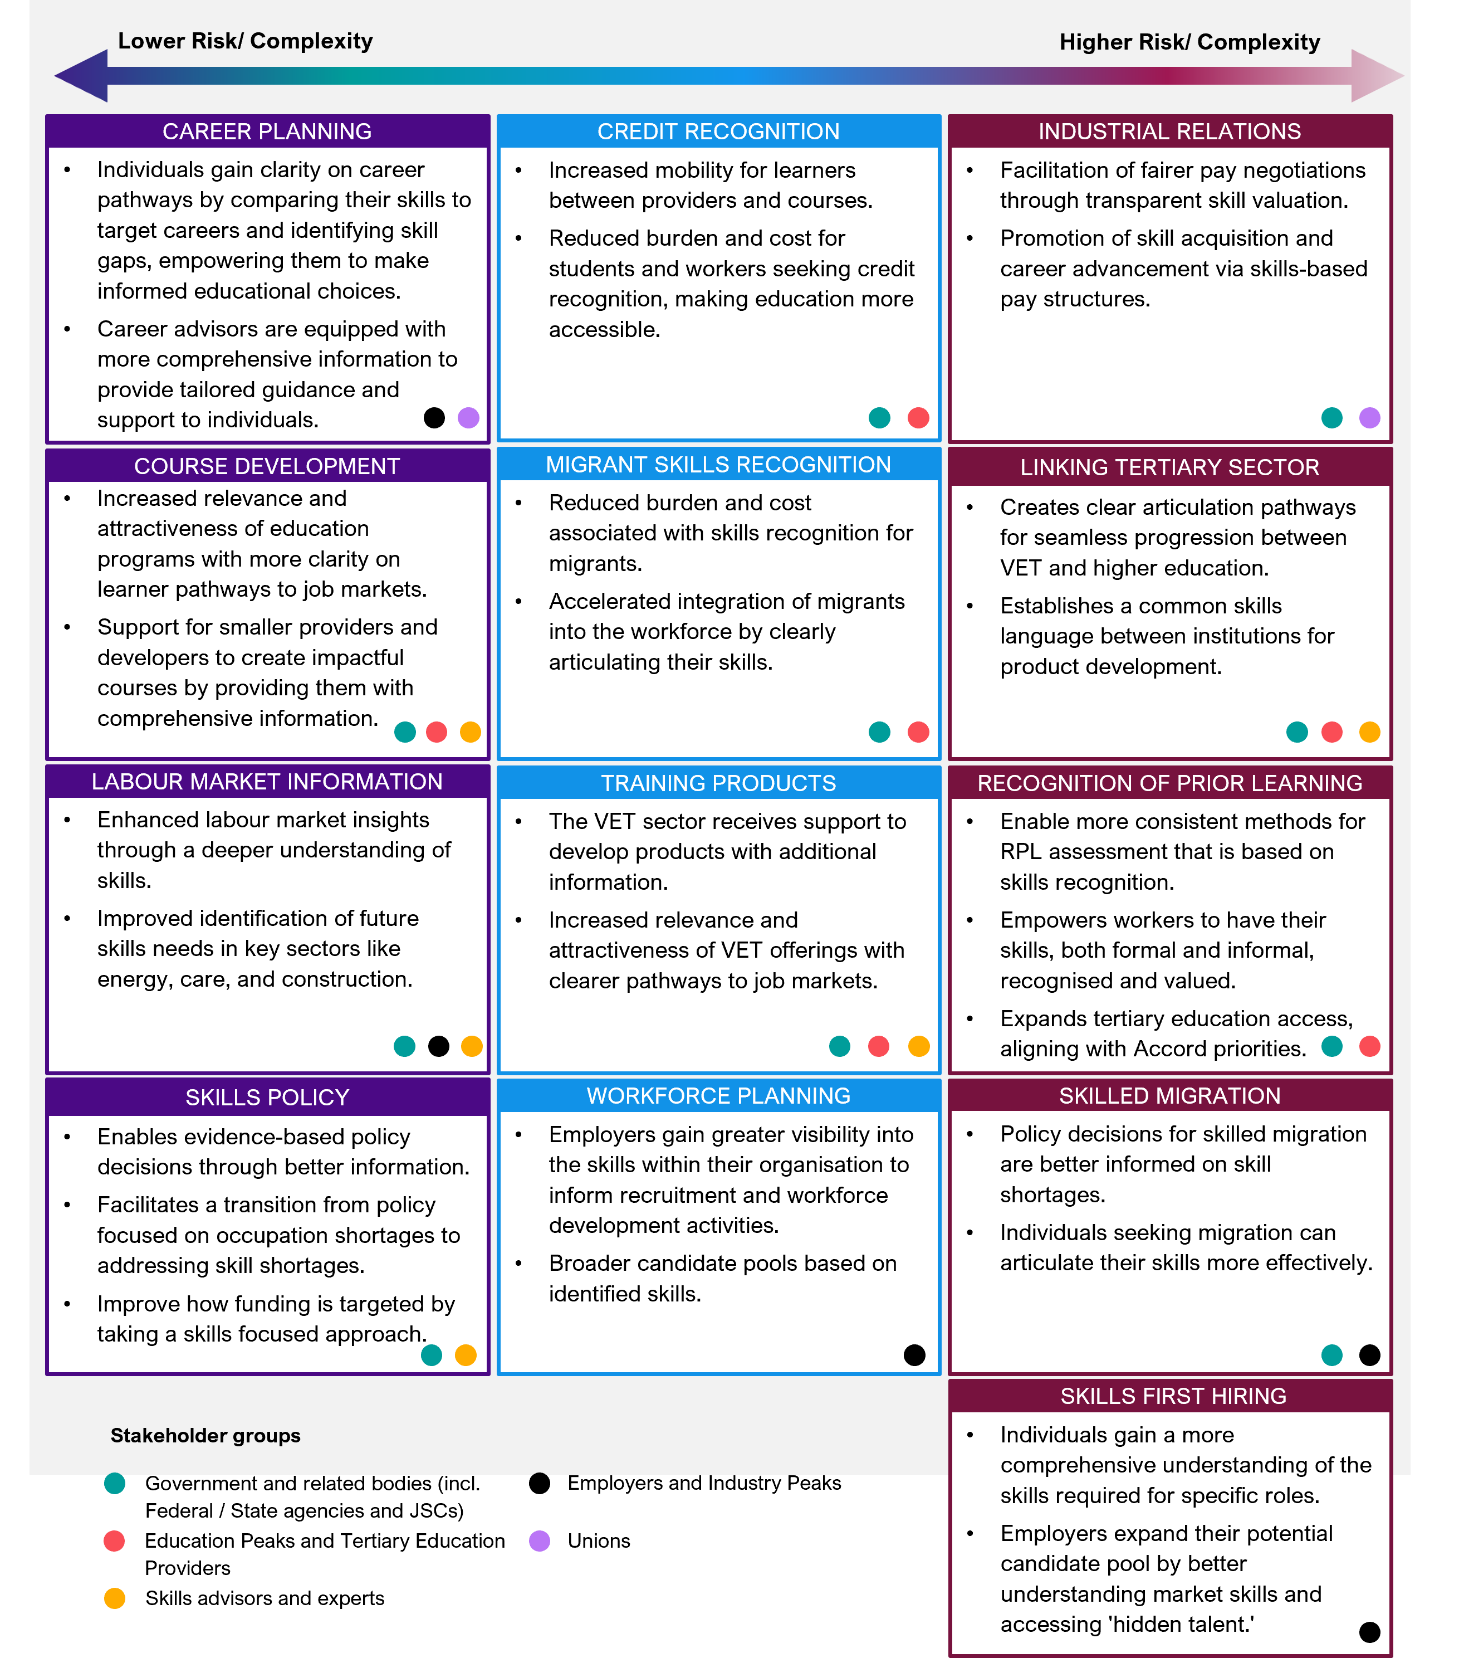 Lower Risk/ Complexity
Higher Risk/ Complexity
CAREER PLANNING
• Individuals gain clarity on career
pathways by comparing their skills to
target careers and identifying skill
gaps, empowering them to make
informed educational choices.
• Career advisors are equipped with
more comprehensive information to
provide tailored guidance and
support to individuals.
CREDIT RECOGNITION
• Increased mobility for learners
between providers and courses.
• Reduced burden and cost for
students and workers seeking credit
recognition, making education more
accessible.
INDUSTRIAL RELATIONS
• Facilitation of fairer pay negotiations
through transparent skill valuation.
• Promotion of skill acquisition and
career advancement via skills-based
pay structures.
COURSE DEVELOPMENT
• Increased relevance and
attractiveness of education
programs with more clarity on
learner pathways to job markets.
• Support for smaller providers and
developers to create impactful
courses by providing them with
comprehensive information.
MIGRANT SKILLS RECOGNITION
• Reduced burden and cost
associated with skills recognition for
migrants.
• Accelerated integration of migrants
into the workforce by clearly
articulating their skills.
LINKING TERTIARY SECTOR
• Creates clear articulation pathways
for seamless progression between
VET and higher education.
• Establishes a common skills
language between institutions for
product development.
LABOUR MARKET INFORMATION
• Enhanced labour market insights
through a deeper understanding of
skills.
• Improved identification of future
skills needs in key sectors like
energy, care, and construction.
TRAINING PRODUCTS
• The VET sector receives support to
develop products with additional
information.
• Increased relevance and
attractiveness of VET offerings with
clearer pathways to job markets.
RECOGNITION OF PRIOR LEARNING
• Enable more consistent methods for
RPL assessment that is based on
skills recognition.
• Empowers workers to have their
skills, both formal and informal,
recognised and valued.
• Expands tertiary education access,
aligning with Accord priorities.
SKILLS POLICY
• Enables evidence-based policy
decisions through better information.
• Facilitates a transition from policy
focused on occupation shortages to
addressing skill shortages.
• Improve how funding is targeted by
taking a skills focused approach.
WORKFORCE PLANNING
• Employers gain greater visibility into
the skills within their organisation to
inform recruitment and workforce
development activities.
• Broader candidate pools based on
identified skills.
SKILLED MIGRATION
• Policy decisions for skilled migration
are better informed on skill
shortages.
• Individuals seeking migration can
articulate their skills more effectively.
SKILLS FIRST HIRING
• Individuals gain a more
comprehensive understanding of the
skills required for specific roles.
• Employers expand their potential
candidate pool by better
understanding market skills and
accessing 'hidden talent.'
Stakeholder groups
Government and related bodies (incl.
Federal / State agencies and JSCs)
Education Peaks and Tertiary Education
Providers
Skills advisors and experts
Employers and Industry Peaks
Unions